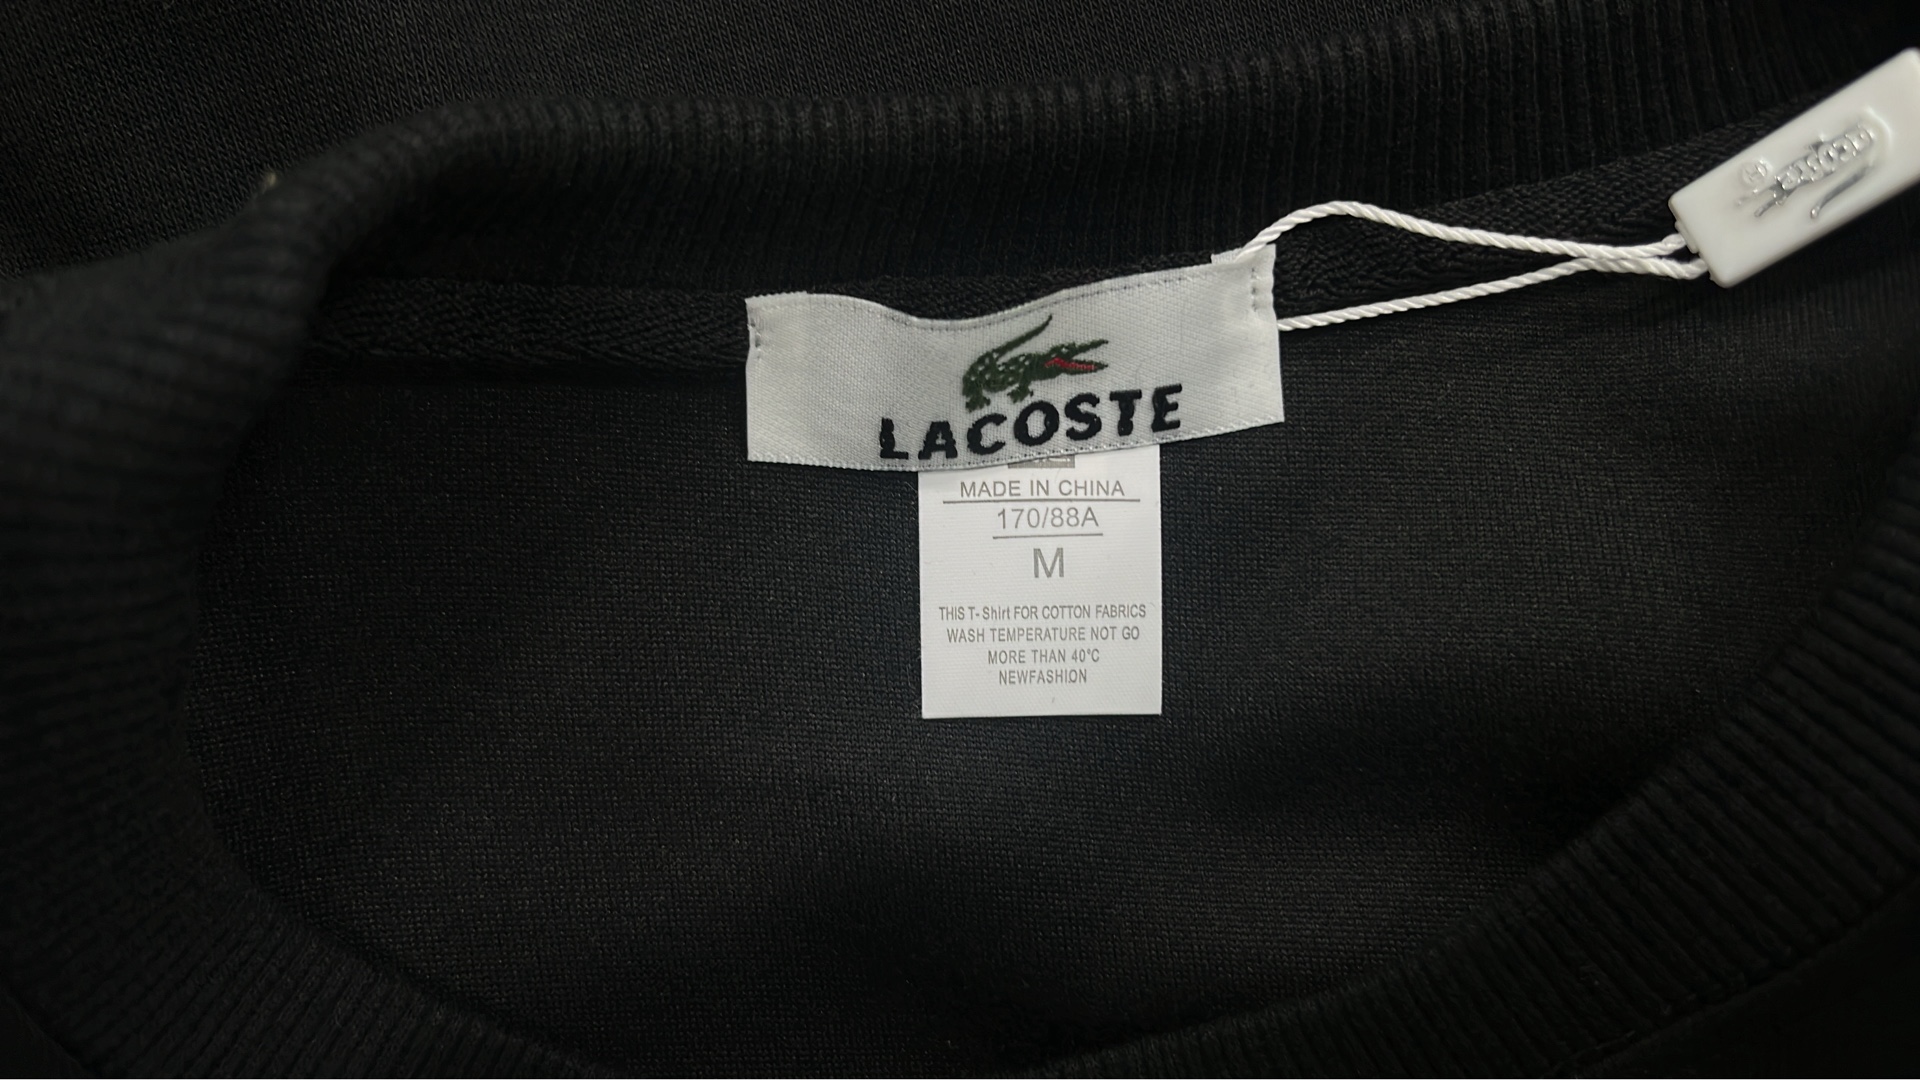 LACOSTE
MADE IN CHINA
170/88A
M
THIS T-Shirt FOR COTTON FABRICS
WASH TEMPERATURE NOT GO
MORE THAN 40°C
NEWFASHION